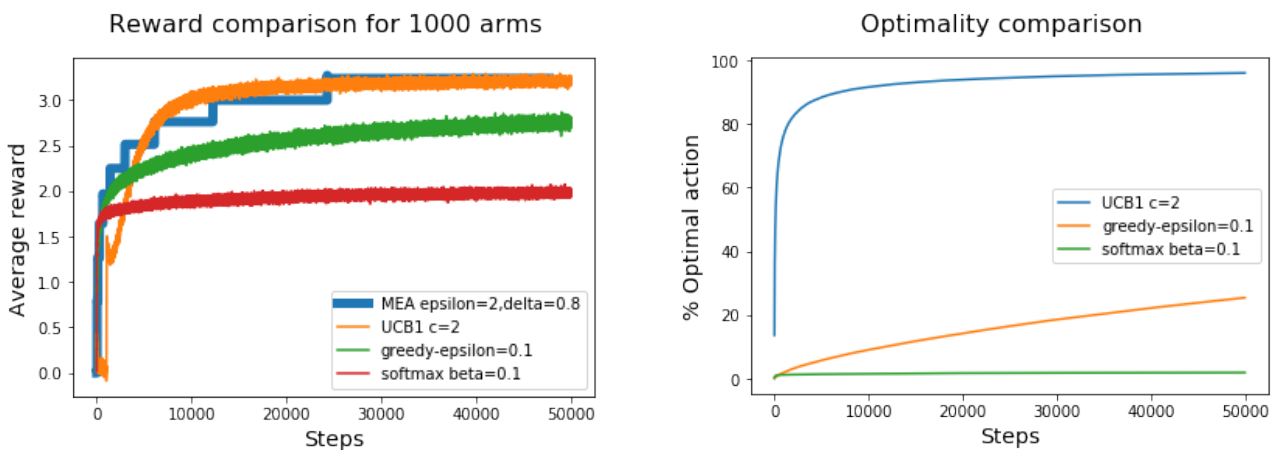 Reward comparison for 1000 arms
Average reward
3.0
2.5
2.0
1.5
1.0
0.5
0.0
MEA epsilon=2,delta=0.8
UCB1 c=2
greedy-epsilon=0.1
softmax beta=0.1
0 10000 20000 30000 40000 50000
Steps
Optimality comparison
% Optimal action
100
80
60
40
20
0
UCB1 c=2
greedy-epsilon=0.1
softmax beta=0.1
0 10000 20000 30000 40000 50000
Steps